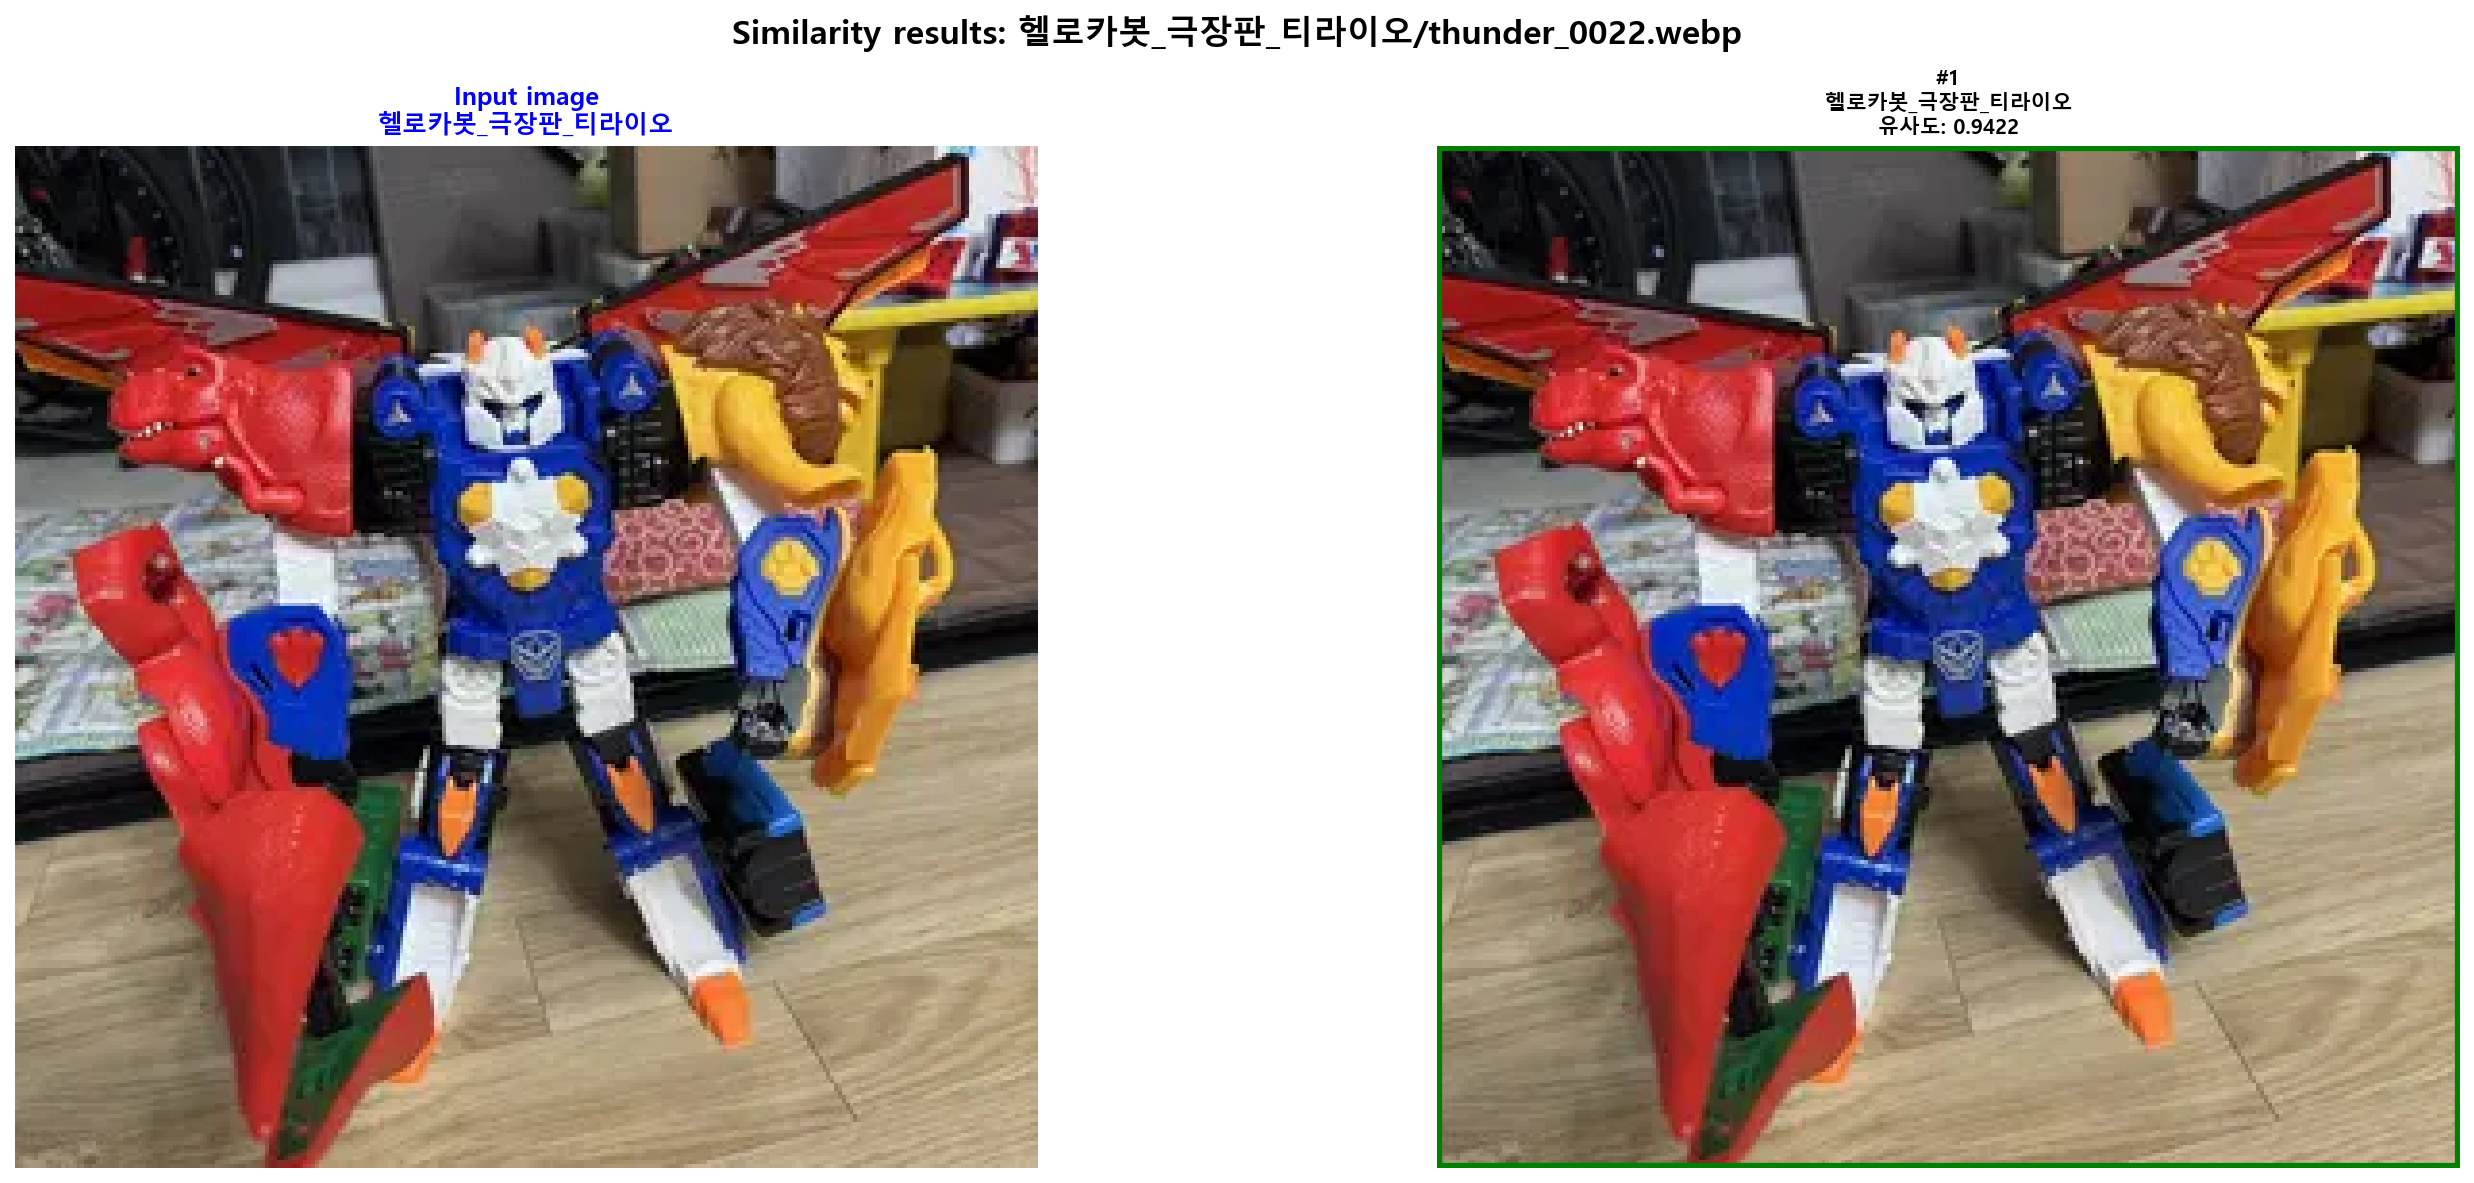 Similarity results: 헬로카봇_극장판_티라이오/thunder_0022.webp
Input image
헬로카봇_극장판_티라이오
#1
헬로카봇_극장판_티라이오
유사도: 0.9422